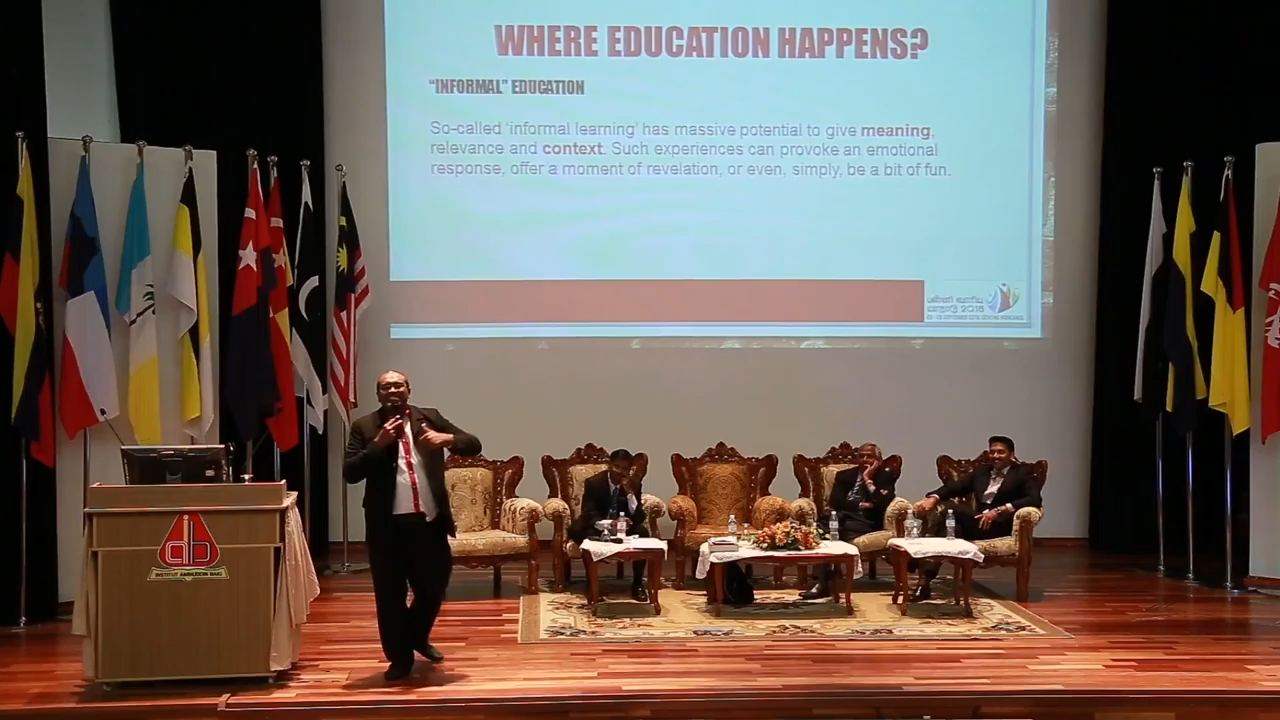 WHERE EDUCATION HAPPENS?
"INFORMAL" EDUCATION
So-called 'informal learning' has massive potential to give meaning,
relevance and context. Such experiences can provoke an emotional
response, offer a moment of revelation, or even, simply, be a bit of fun.
2016
INSTITUT AMINUDDIN BAKI